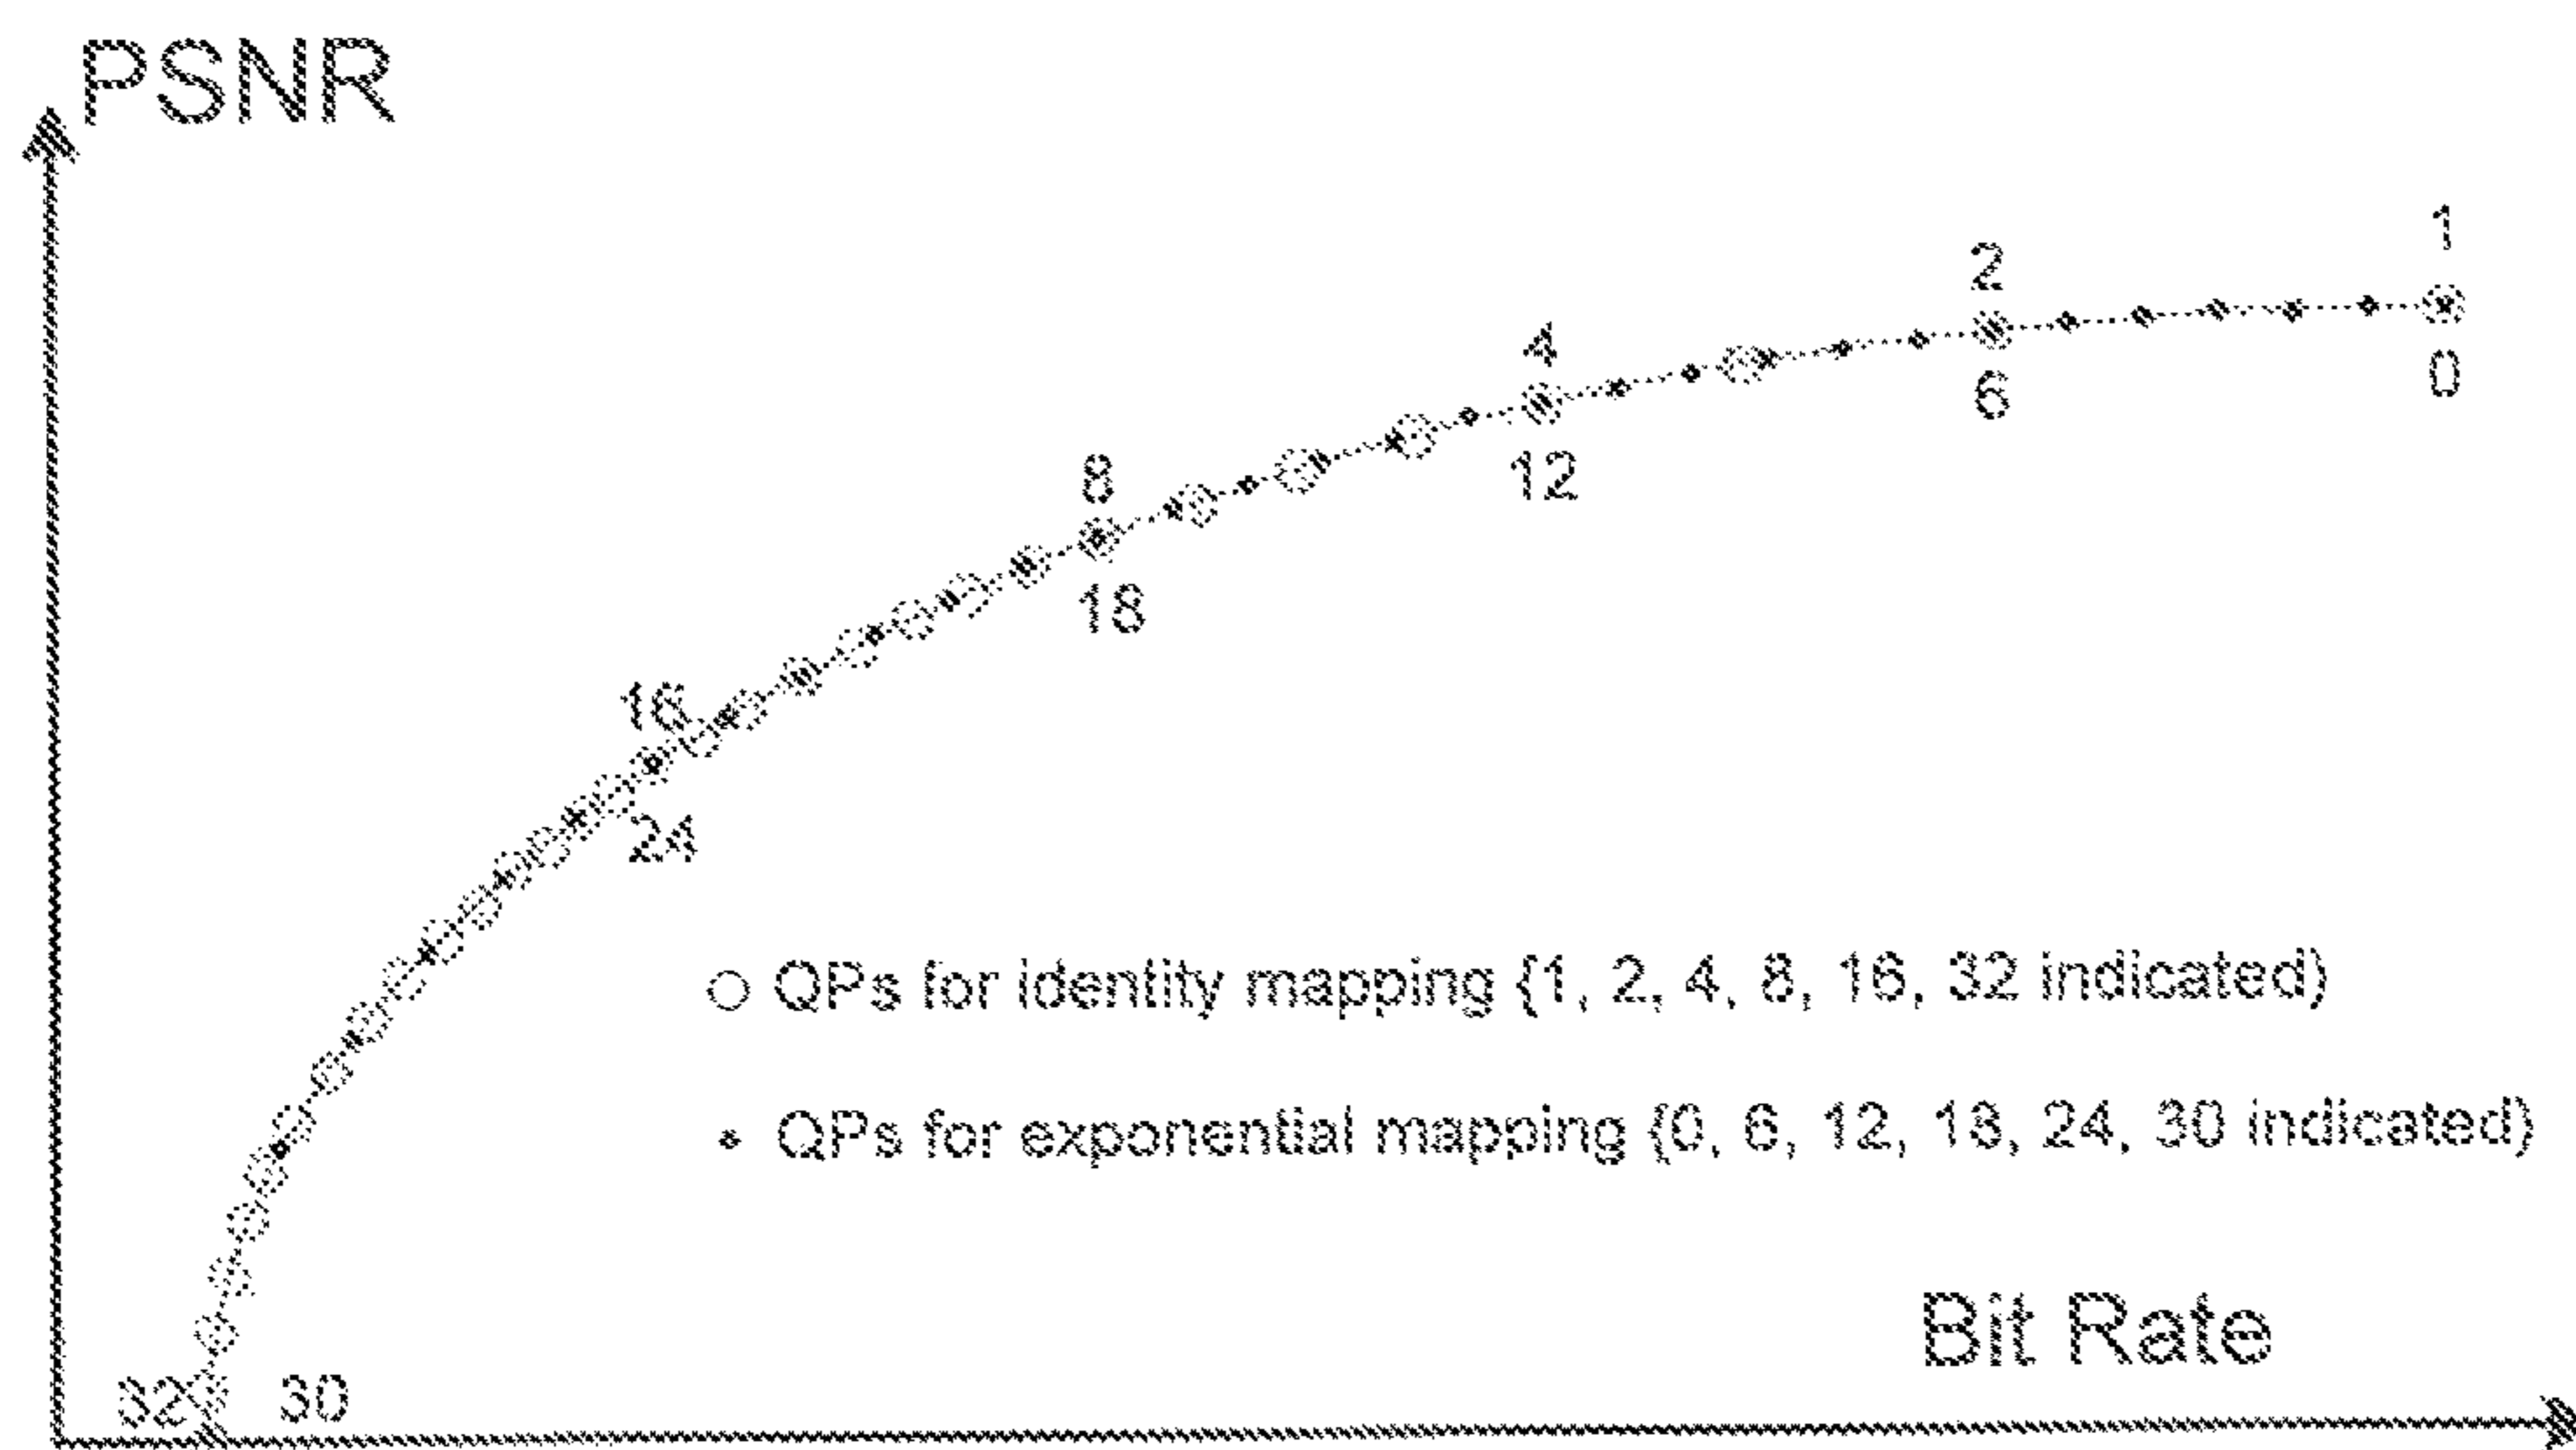 PSNR
1
2
4
0
6
8
12
18
16
24
○ QPs for identity mapping {1, 2, 4, 8, 16, 32 indicated)
• QPs for exponential mapping {0, 6, 12, 18, 24, 30 indicated}
Bit Rate
32 30